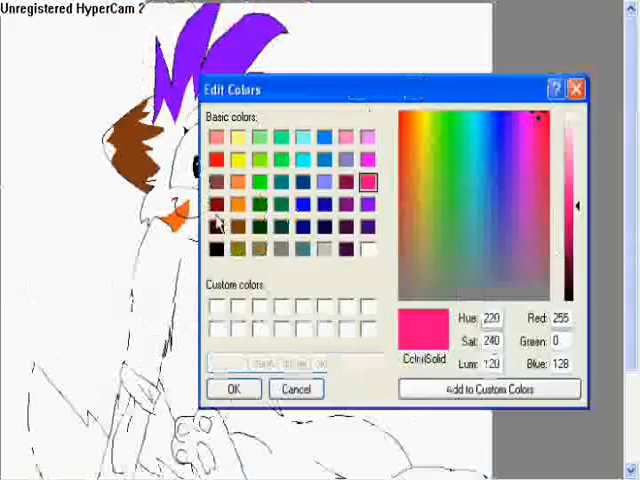 Unregistered HyperCam 2
Edit Colors
Basic colors:
Custom colors:
OK
Cancel
Color|Solid
Hue: 220
Sat: 240
Lum: 120
Red: 255
Green: 0
Blue: 128
Add to Custom Colors